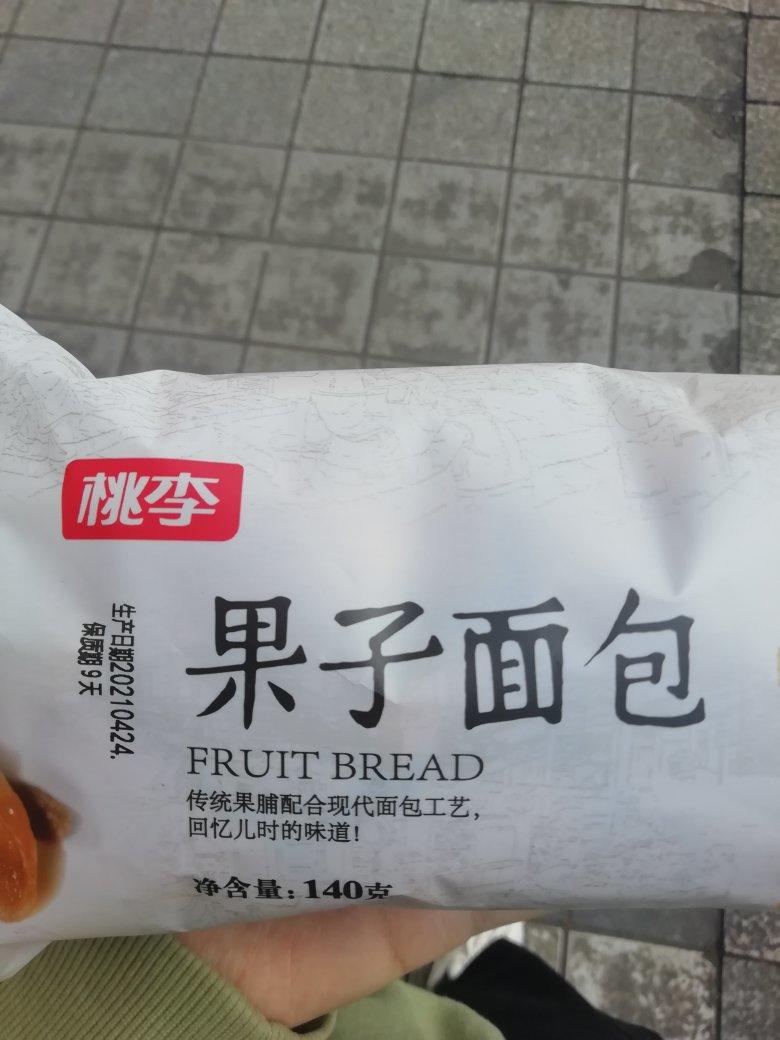 桃李
生产日期20210424.
保质期9天
果子面包
FRUIT BREAD
传统果脯配合现代面包工艺，
回忆儿时的味道！
净含量：140克